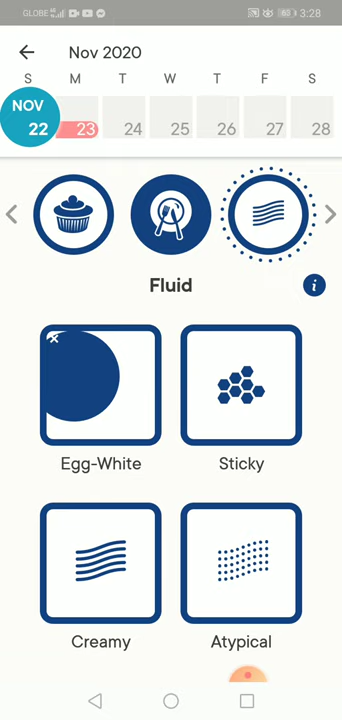 GLOBE 60 3:28
Nov 2020
S M T W T F S
NOV
22 23 24 25 26 27 28
Fluid i
Egg-White Sticky
Creamy Atypical